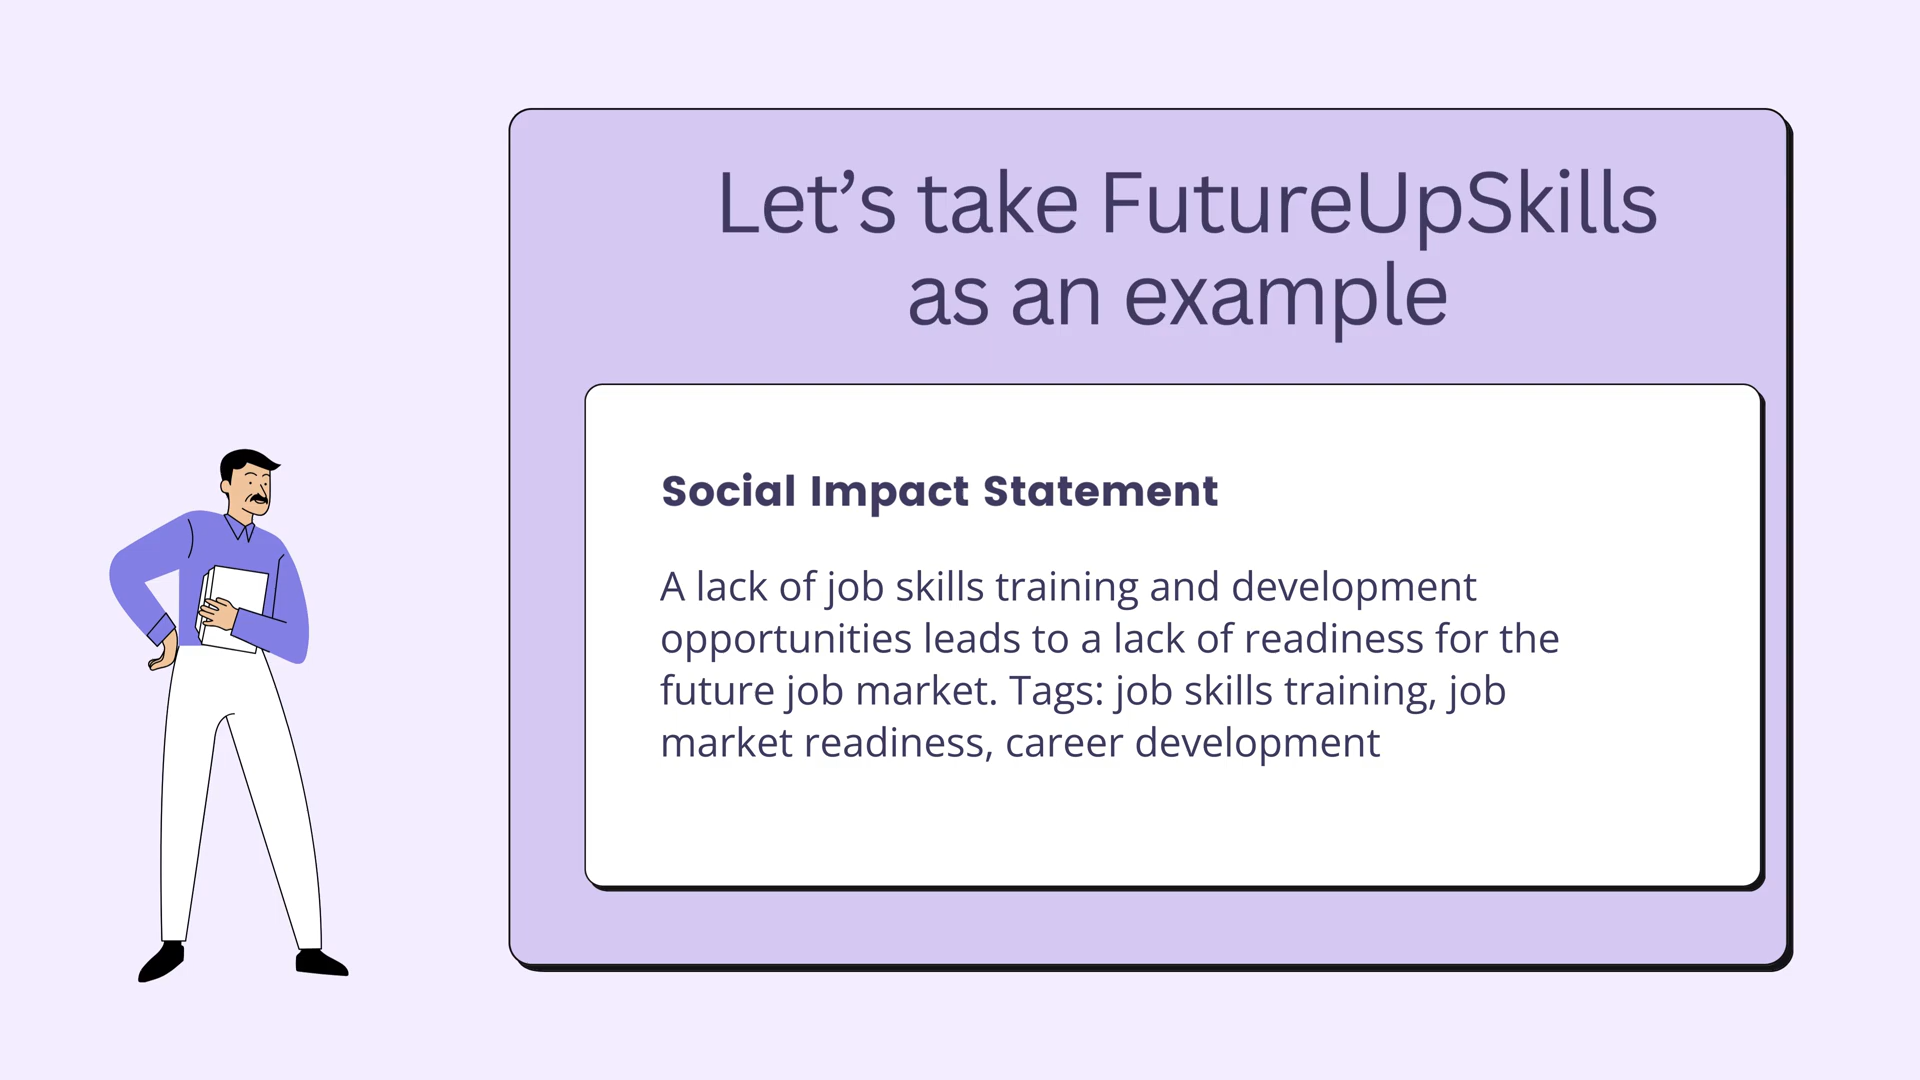 Let’s take FutureUpSkills
as an example
Social Impact Statement
A lack of job skills training and development
opportunities leads to a lack of readiness for the
future job market. Tags: job skills training, job
market readiness, career development